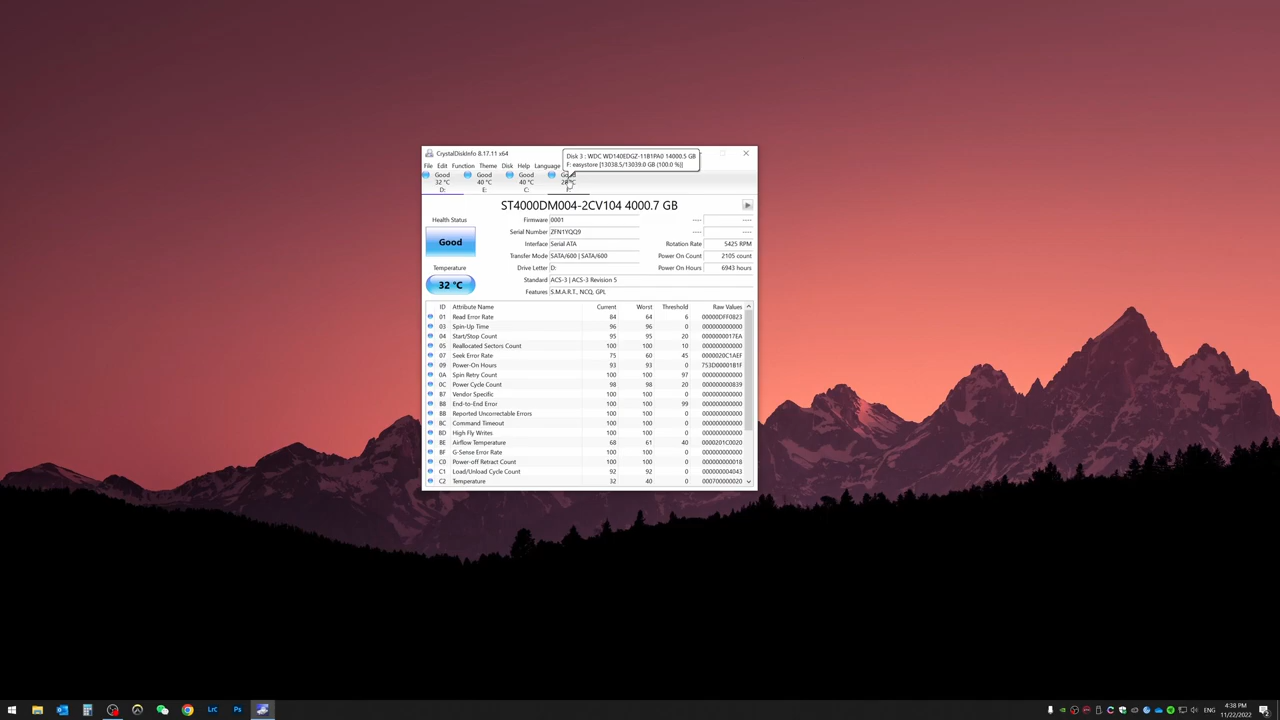 CrystalDiskInfo 8.17.11 x64
Disk 3 : WDC WD140EDGZ-11B1PA0 14000.5 GB
F: easystore [13038.5/13039.0 GB (100.0 %)]
File Edit Function Theme Disk Help Language
Good Good Good Good
32 °C 40 °C 40 °C 28 °C
D: E: C: F:
ST4000DM004-2CV104 4000.7 GB
Health Status
Good
Temperature
32 °C
Firmware 0001 ---- ----
Serial Number ZFN1YQQ9 ---- ----
Interface Serial ATA Rotation Rate 5425 RPM
Transfer Mode SATA/600 | SATA/600 Power On Count 2105 count
Drive Letter D: Power On Hours 6943 hours
Standard ACS-3 | ACS-3 Revision 5
Features S.M.A.R.T., NCQ, GPL
ID Attribute Name Current Worst Threshold Raw Values
01 Read Error Rate 84 64 6 00000DFF0823
03 Spin-Up Time 96 96 0 000000000000
04 Start/Stop Count 95 95 20 0000000017EA
05 Reallocated Sectors Count 100 100 10 000000000000
07 Seek Error Rate 75 60 45 0000020C1AEF
09 Power-On Hours 93 93 0 753D00001B1F
0A Spin Retry Count 100 100 97 000000000000
0C Power Cycle Count 98 98 20 000000000839
B7 Vendor Specific 100 100 0 000000000000
B8 End-to-End Error 100 100 99 000000000000
BB Reported Uncorrectable Errors 100 100 0 000000000000
BC Command Timeout 100 100 0 000000000000
BD High Fly Writes 100 100 0 000000000000
BE Airflow Temperature 68 61 40 0000201C0020
BF G-Sense Error Rate 100 100 0 000000000000
C0 Power-off Retract Count 100 100 0 000000000018
C1 Load/Unload Cycle Count 92 92 0 000000004043
C2 Temperature 32 40 0 000700000020
LrC Ps
ENG
4:38 PM
11/22/2022